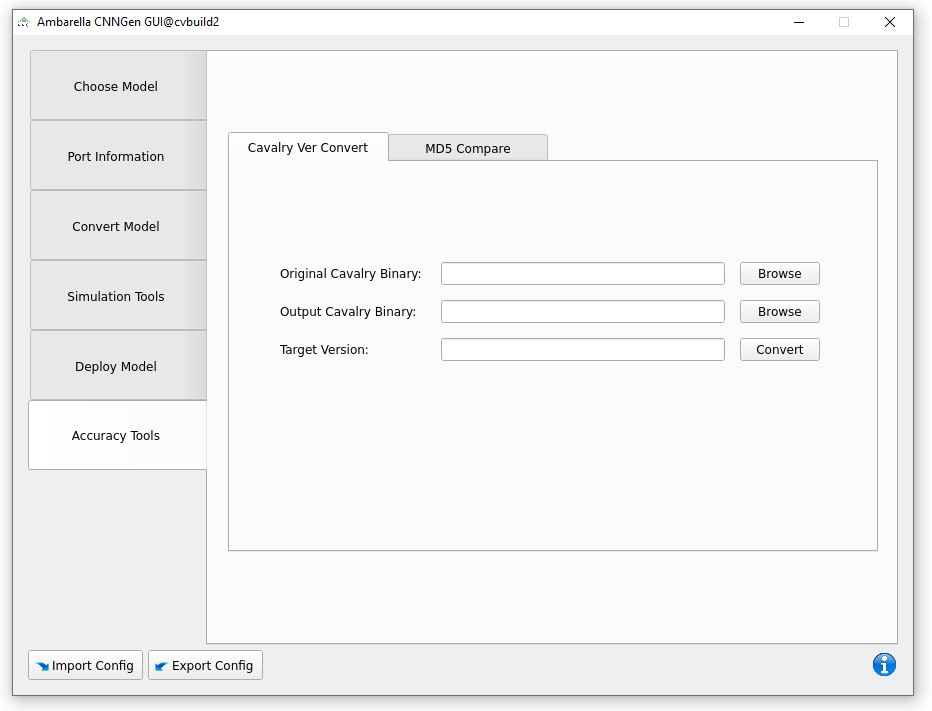 Ambarella CNNGen GUI@cvbuild2
Choose Model
Port Information
Convert Model
Simulation Tools
Deploy Model
Accuracy Tools
Cavalry Ver Convert MD5 Compare
Original Cavalry Binary: Browse
Output Cavalry Binary: Browse
Target Version: Convert
Import Config Export Config